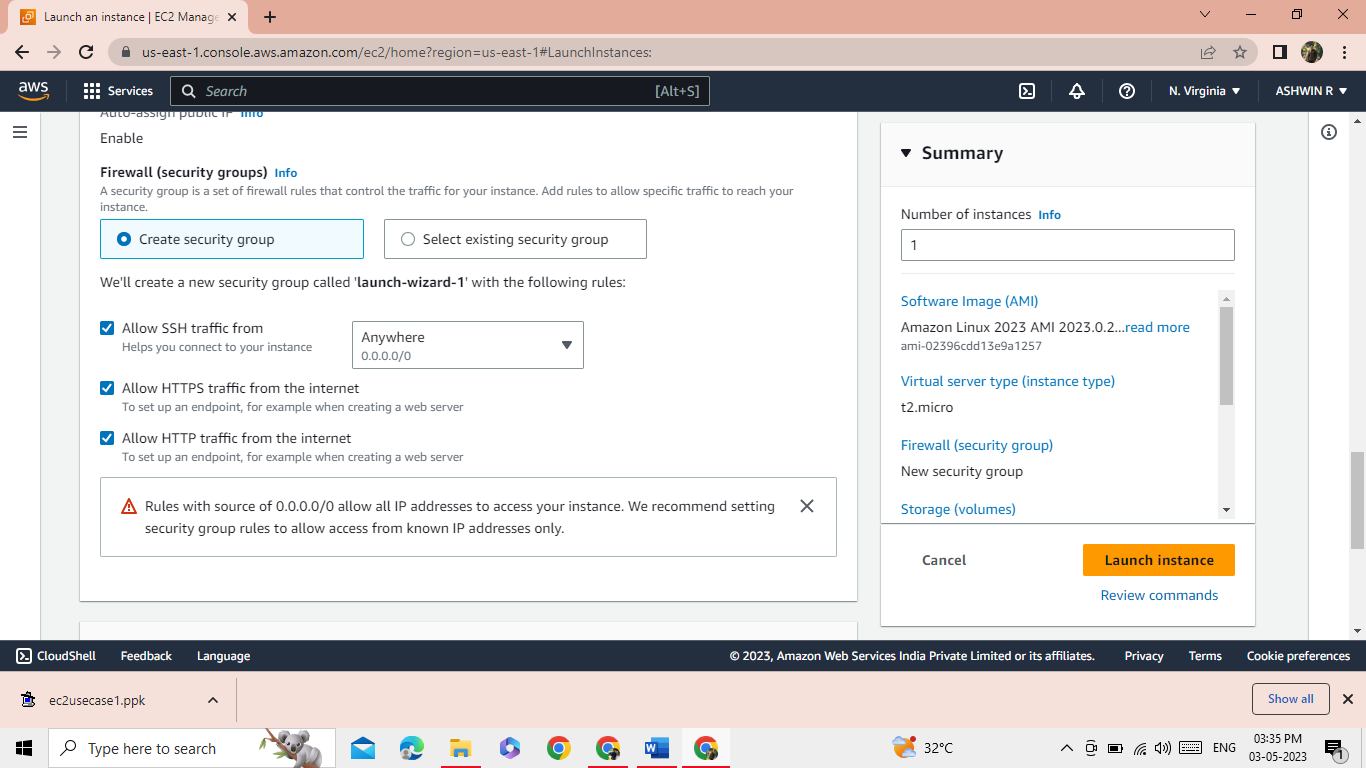 Launch an instance | EC2 Manage
us-east-1.console.aws.amazon.com/ec2/home?region=us-east-1#LaunchInstances:
aws
Services
Search
[Alt+S]
N. Virginia
ASHWIN R
Auto-assign public IP Info
Enable
Firewall (security groups) Info
A security group is a set of firewall rules that control the traffic for your instance. Add rules to allow specific traffic to reach your
instance.
Create security group
Select existing security group
We'll create a new security group called 'launch-wizard-1' with the following rules:
Allow SSH traffic from
Helps you connect to your instance
Anywhere
0.0.0.0/0
Allow HTTPS traffic from the internet
To set up an endpoint, for example when creating a web server
Allow HTTP traffic from the internet
To set up an endpoint, for example when creating a web server
Rules with source of 0.0.0.0/0 allow all IP addresses to access your instance. We recommend setting
security group rules to allow access from known IP addresses only.
Summary
Number of instances Info
1
Software Image (AMI)
Amazon Linux 2023 AMI 2023.0.2...read more
ami-02396cdd13e9a1257
Virtual server type (instance type)
t2.micro
Firewall (security group)
New security group
Storage (volumes)
Cancel
Launch instance
Review commands
CloudShell
Feedback
Language
© 2023, Amazon Web Services India Private Limited or its affiliates.
Privacy
Terms
Cookie preferences
ec2usecase1.ppk
Show all
Type here to search
32°C
ENG
03:35 PM
03-05-2023
1